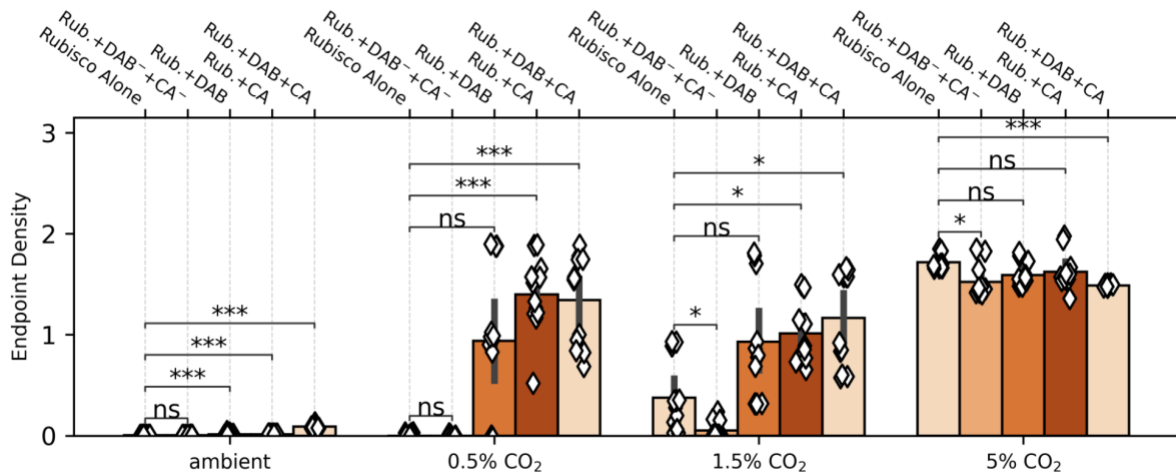 Rubisco Alone
Rub.+DAB⁻+CA⁻
Rub.+DAB
Rub.+CA
Rub.+DAB+CA
Rubisco Alone
Rub.+DAB⁻+CA⁻
Rub.+DAB
Rub.+CA
Rub.+DAB+CA
Rubisco Alone
Rub.+DAB⁻+CA⁻
Rub.+DAB
Rub.+CA
Rub.+DAB+CA
Rubisco Alone
Rub.+DAB⁻+CA⁻
Rub.+DAB
Rub.+CA
Rub.+DAB+CA
Endpoint Density
3
2
1
0
***
***
***
ns
***
***
ns
ns
*
*
ns
*
***
ns
ns
*
ambient
0.5% CO₂
1.5% CO₂
5% CO₂